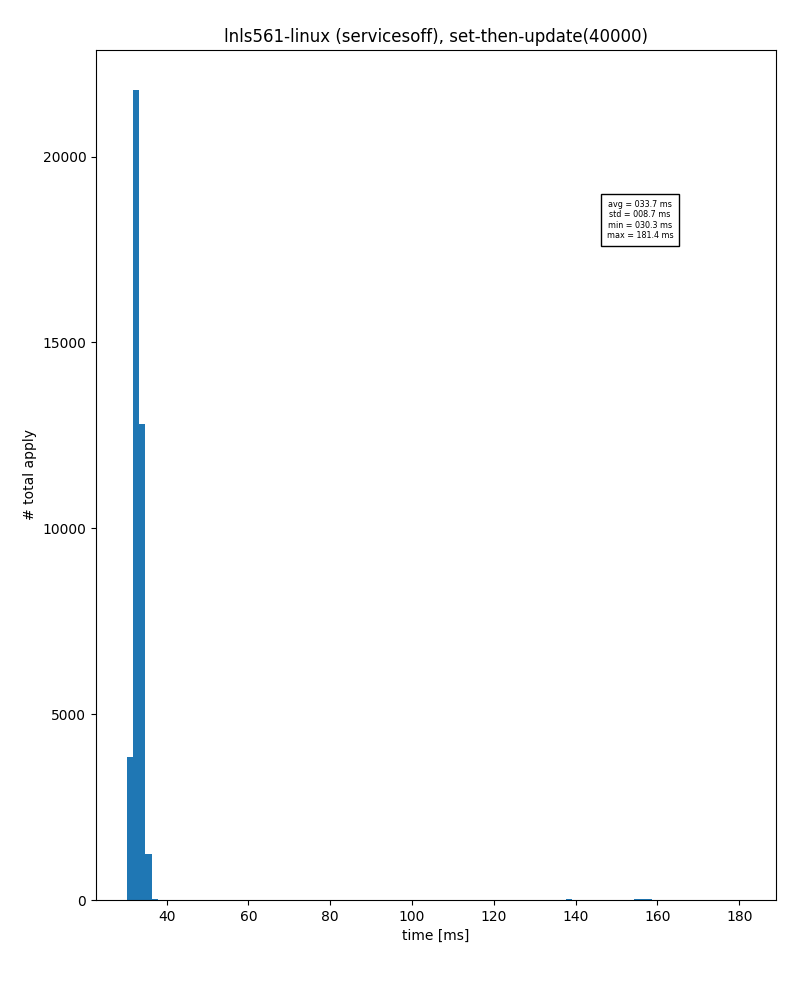 lnls561-linux (servicesoff), set-then-update(40000)
20000
15000
10000
5000
0
# total apply
avg = 033.7 ms
std = 008.7 ms
min = 030.3 ms
max = 181.4 ms
40 60 80 100 120 140 160 180
time [ms]